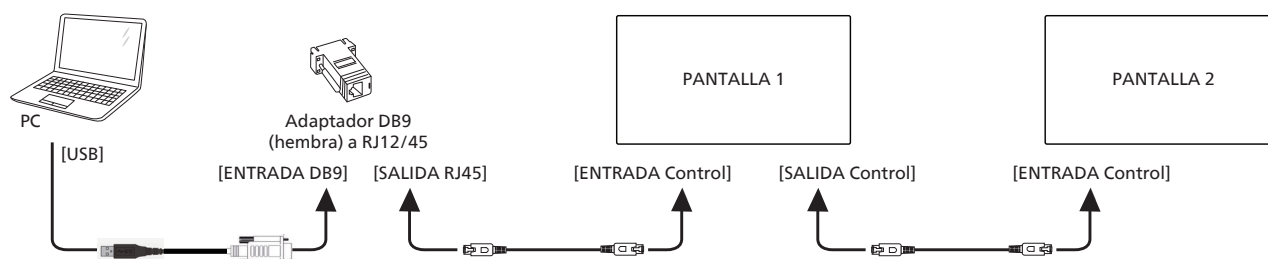 PC
[USB]
Adaptador DB9
(hembra) a RJ12/45
[ENTRADA DB9]
[SALIDA RJ45]
PANTALLA 1
[ENTRADA Control]
[SALIDA Control]
PANTALLA 2
[ENTRADA Control]